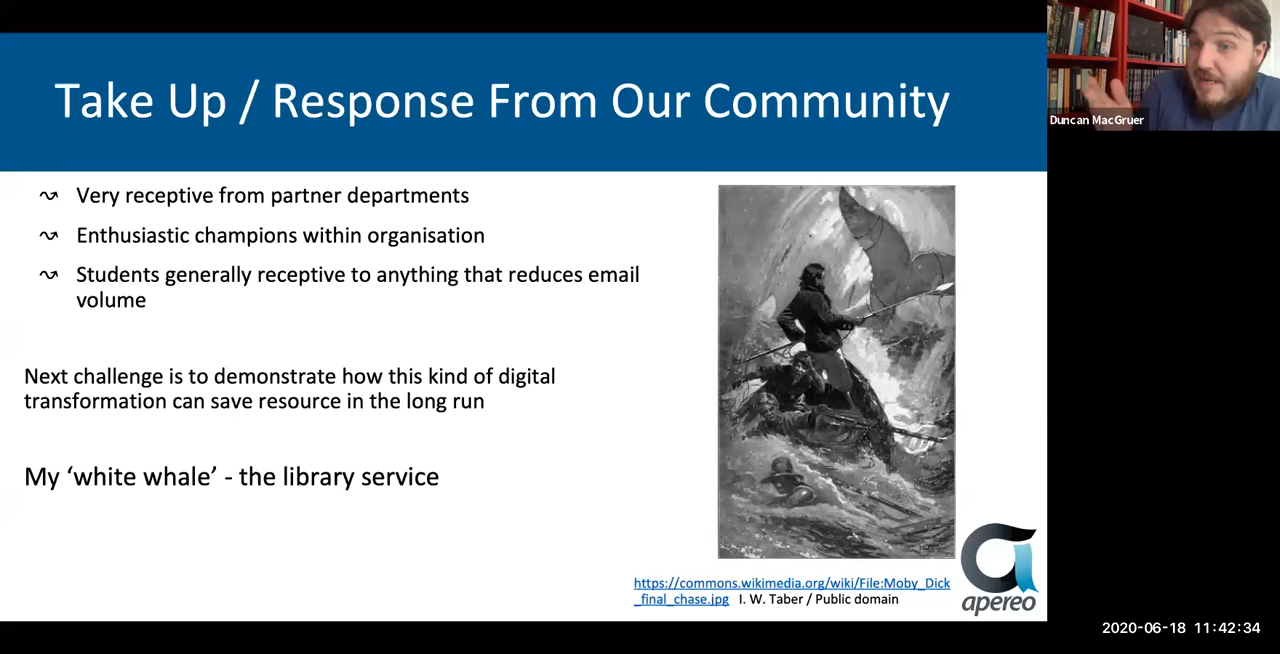 Take Up / Response From Our Community
Duncan MacGruer
↝ Very receptive from partner departments
↝ Enthusiastic champions within organisation
↝ Students generally receptive to anything that reduces email
volume
Next challenge is to demonstrate how this kind of digital
transformation can save resource in the long run
My ‘white whale’ - the library service
https://commons.wikimedia.org/wiki/File:Moby_Dick
_final_chase.jpg I. W. Taber / Public domain
apereo
2020-06-18 11:42:34